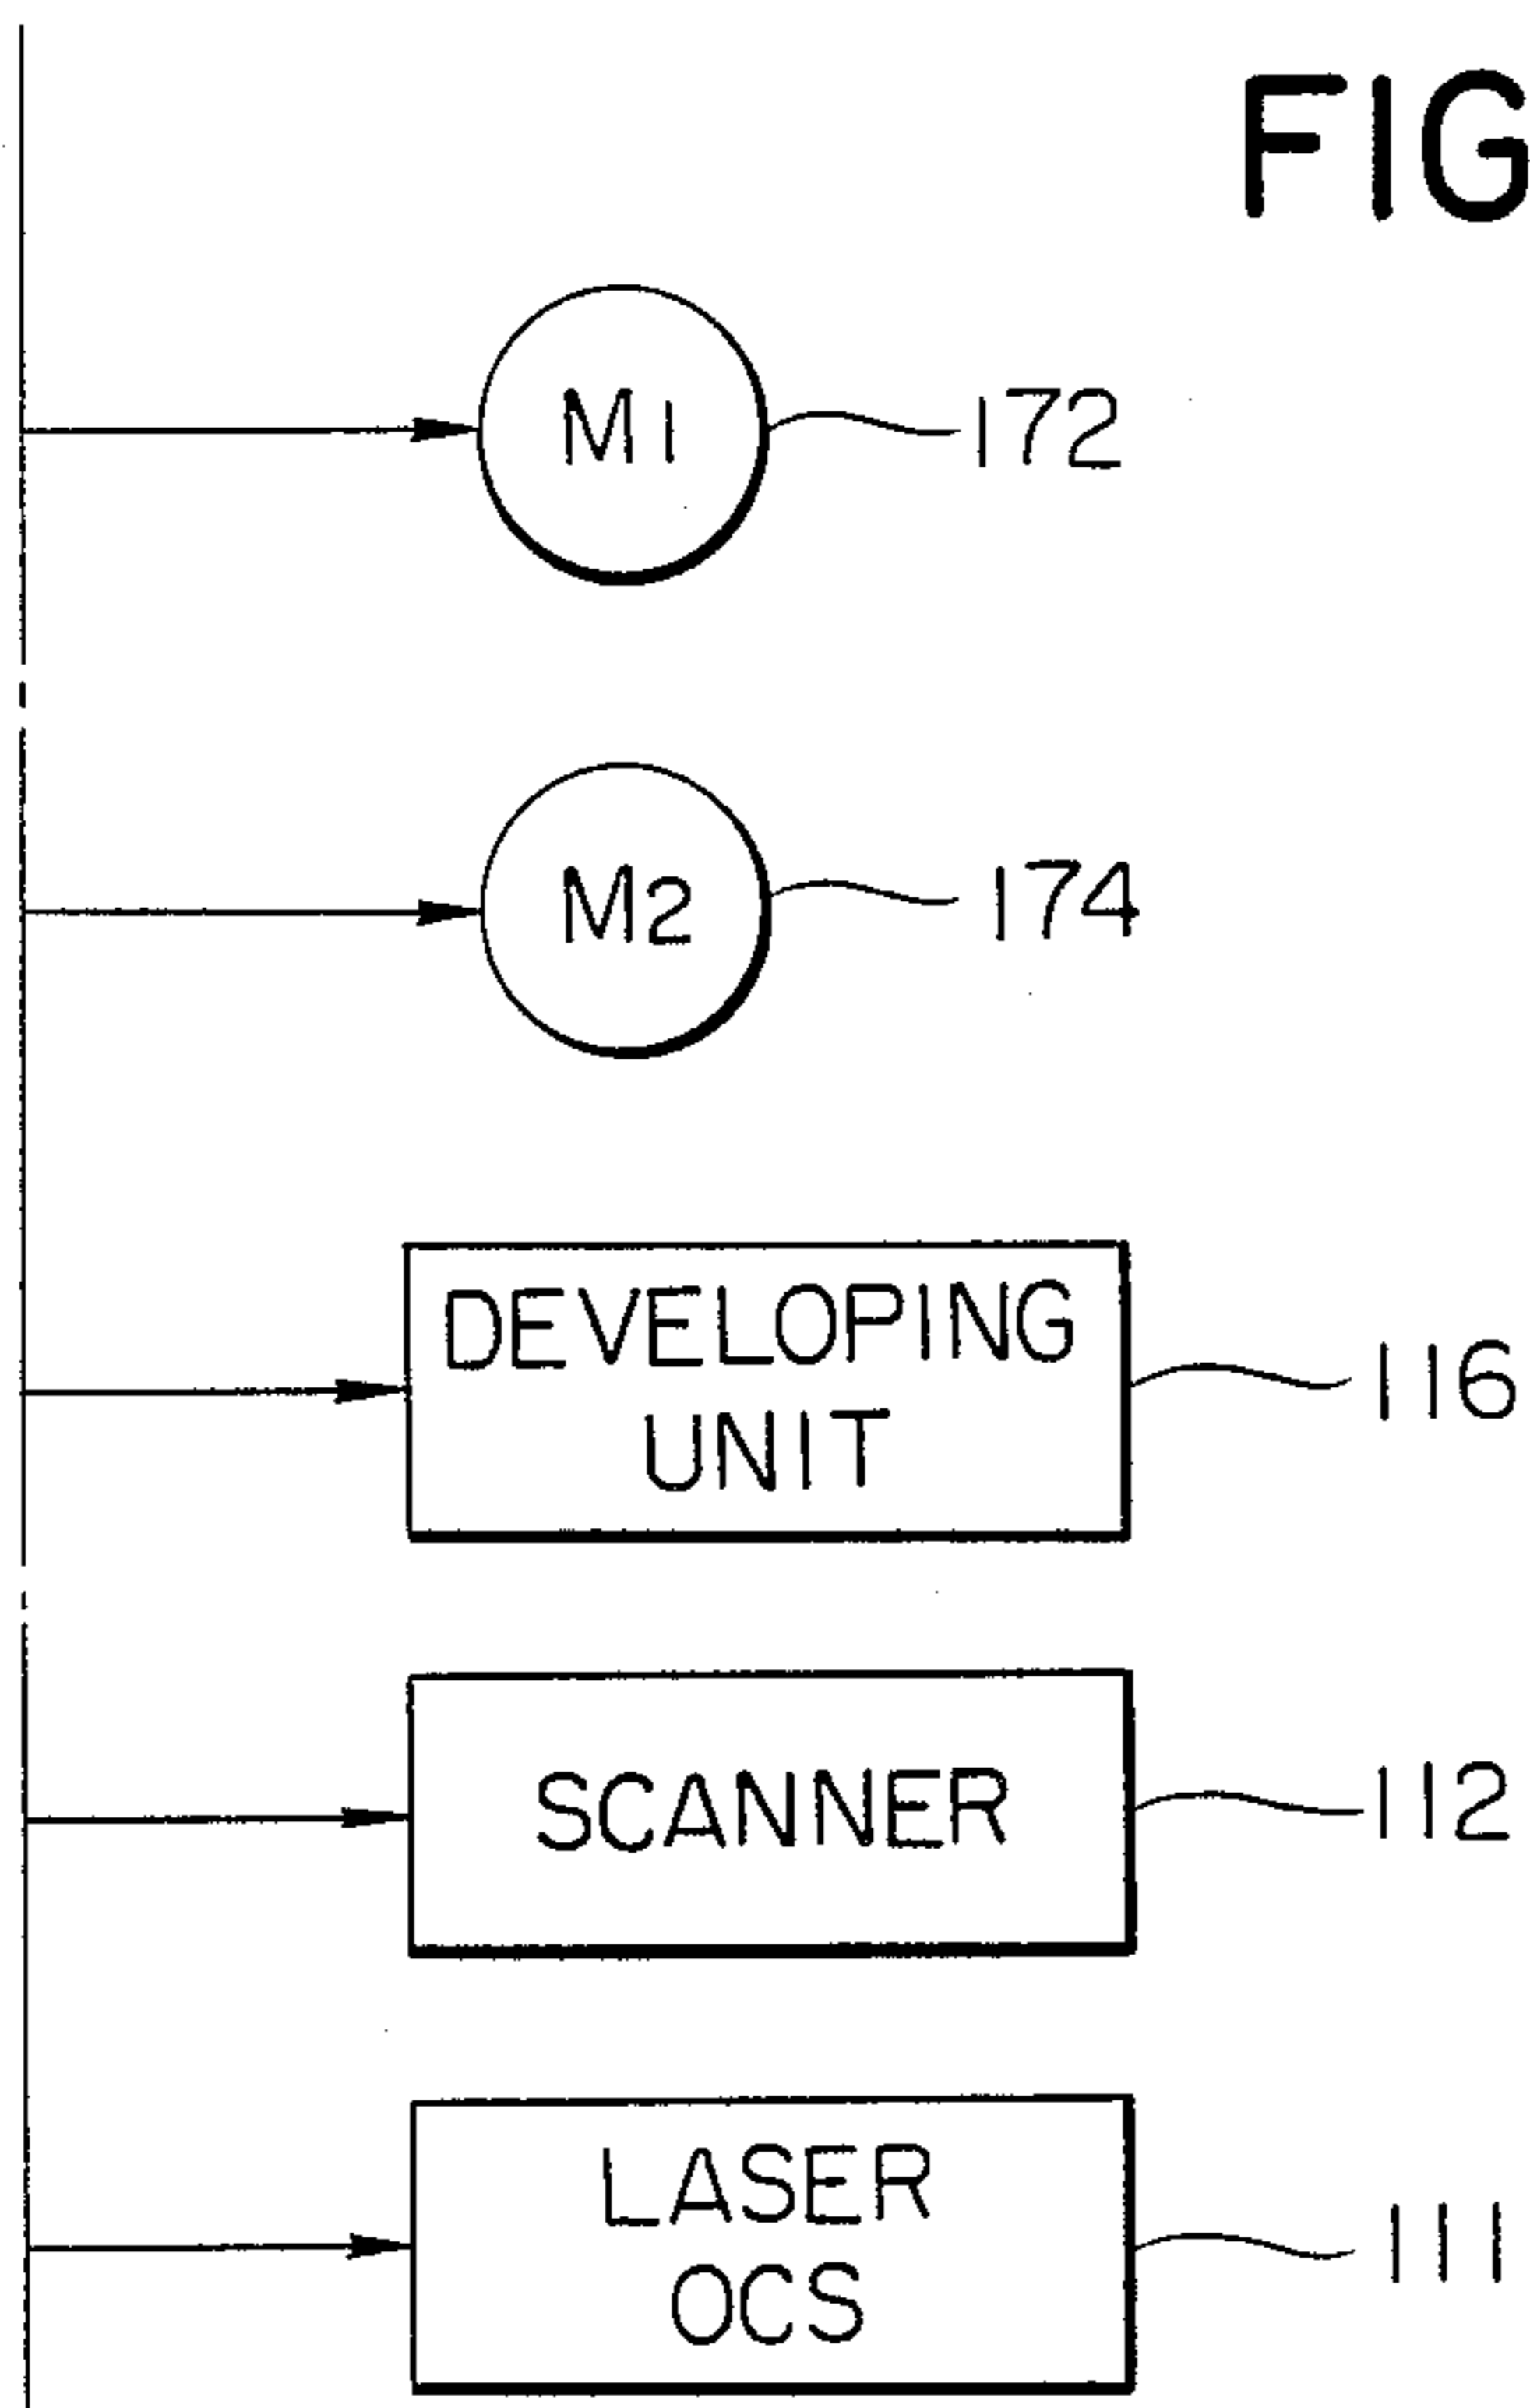 FIG
M1
172
M2
174
DEVELOPING
UNIT
116
SCANNER
112
LASER
OCS
111